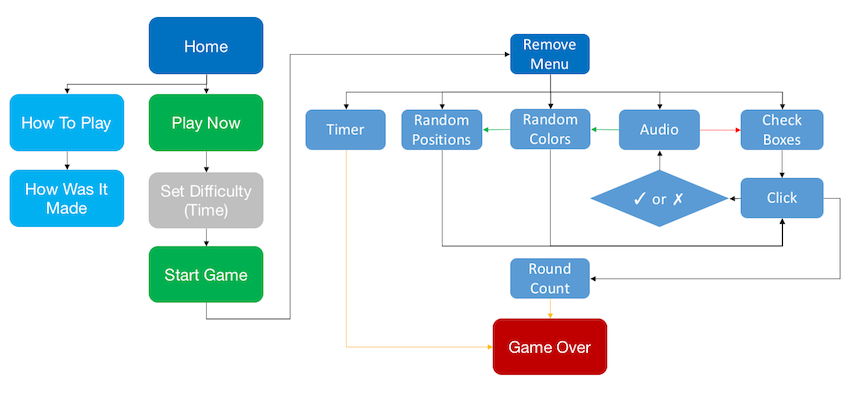 Home
How To Play
Play Now
How Was It
Made
Set Difficulty
(Time)
Start Game
Remove
Menu
Timer
Random
Positions
Random
Colors
Audio
Check
Boxes
✓ or ✗
Click
Round
Count
Game Over